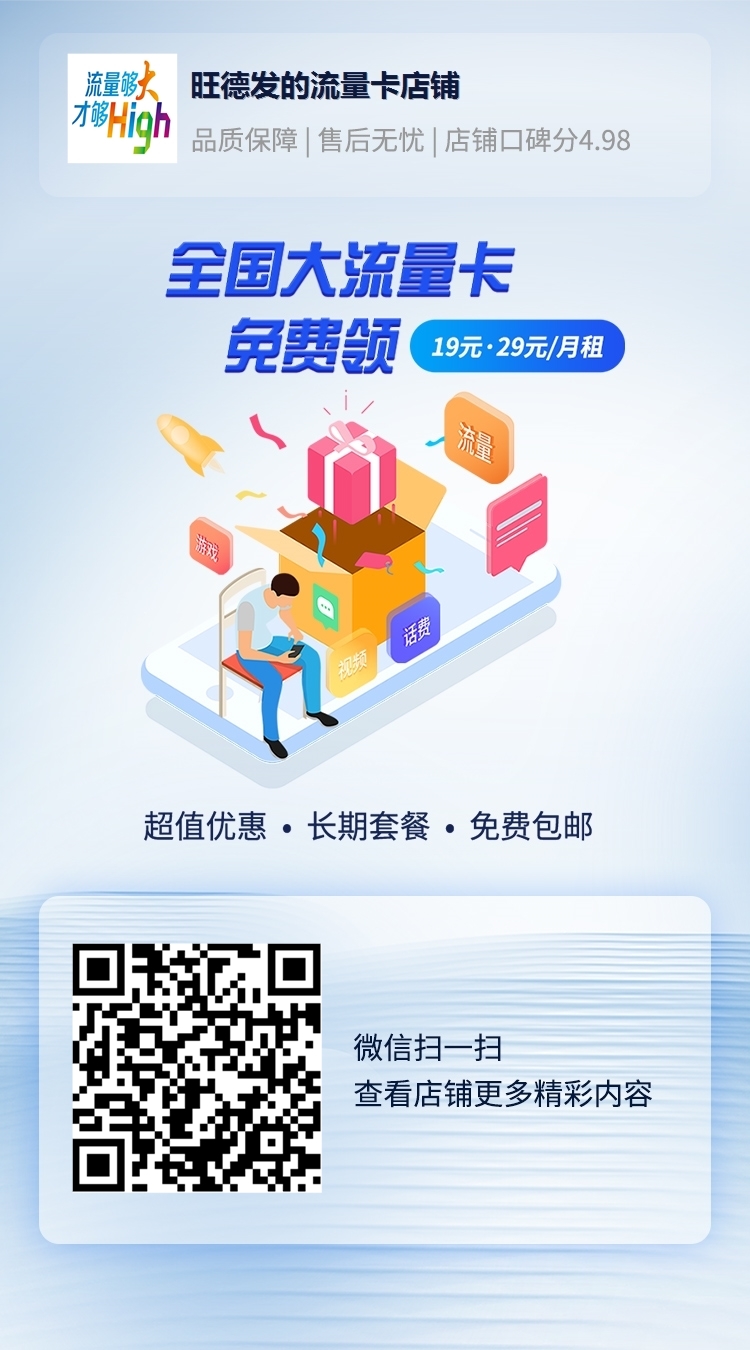 流量够大
才够High
旺德发的流量卡店铺
品质保障 | 售后无忧 | 店铺口碑分4.98
全国大流量卡
免费领
19元·29元/月租
流量
游戏
话费
视频
超值优惠 • 长期套餐 • 免费包邮
微信扫一扫
查看店铺更多精彩内容